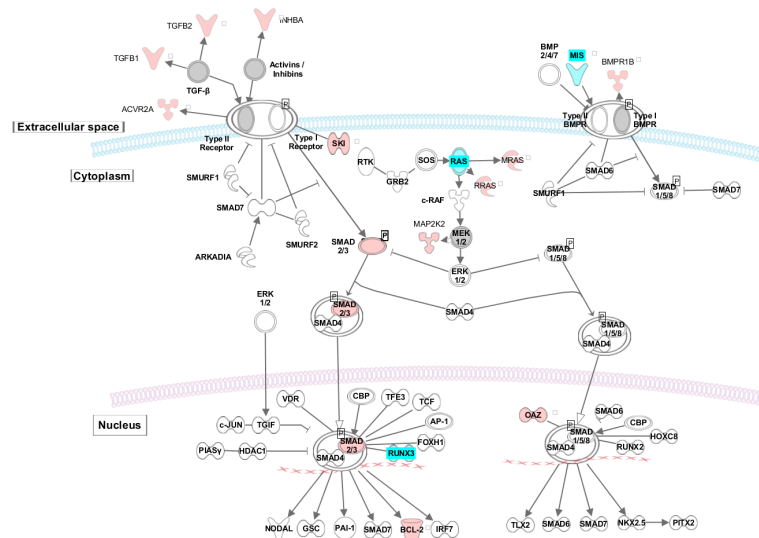 TGFB2
INHBA
TGFB1
TGF-β
Activins /
Inhibins
ACVR2A
P
Extracellular space
Type II
Receptor
Type I
Receptor
SKI
BMP
2/4/7
MIS
BMPR1B
P
Type II
BMPR
Type I
BMPR
Cytoplasm
SMURF1
SMAD7
ARKADIA
SMURF2
RTK
GRB2
SOS
RAS
MRAS
RRAS
c-RAF
MAP2K2
MEK
1/2
ERK
1/2
SMURF1
SMAD6
SMAD
1/5/8
P
SMAD7
SMAD
2/3
P
SMAD
1/5/8
P
ERK
1/2
P
SMAD
2/3
SMAD4
SMAD4
P
SMAD
1/5/8
SMAD4
Nucleus
VDR
CBP
TFE3
TCF
AP-1
FOXH1
RUNX3
c-JUN
TGIF
PIASγ
HDAC1
P
SMAD
2/3
SMAD4
NODAL
GSC
PAI-1
SMAD7
BCL-2
IRF7
OAZ
SMAD6
CBP
HOXC8
RUNX2
P
SMAD
1/5/8
SMAD4
TLX2
SMAD6
SMAD7
NKX2.5
PITX2